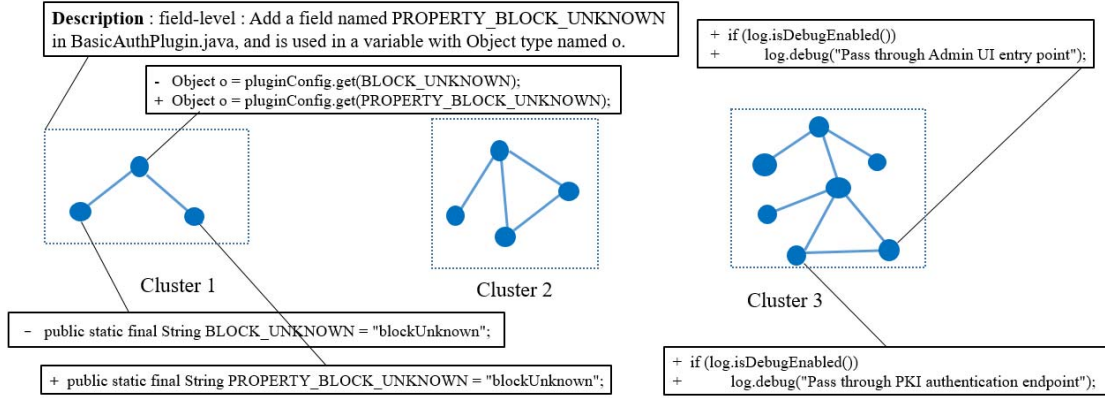 Description : field-level : Add a field named PROPERTY_BLOCK_UNKNOWN
in BasicAuthPlugin.java, and is used in a variable with Object type named o.
+ if (log.isDebugEnabled())
+ log.debug("Pass through Admin UI entry point");
- Object o = pluginConfig.get(BLOCK_UNKNOWN);
+ Object o = pluginConfig.get(PROPERTY_BLOCK_UNKNOWN);
Cluster 1
Cluster 2
Cluster 3
- public static final String BLOCK_UNKNOWN = "blockUnknown";
+ public static final String PROPERTY_BLOCK_UNKNOWN = "blockUnknown";
+ if (log.isDebugEnabled())
+ log.debug("Pass through PKI authentication endpoint");